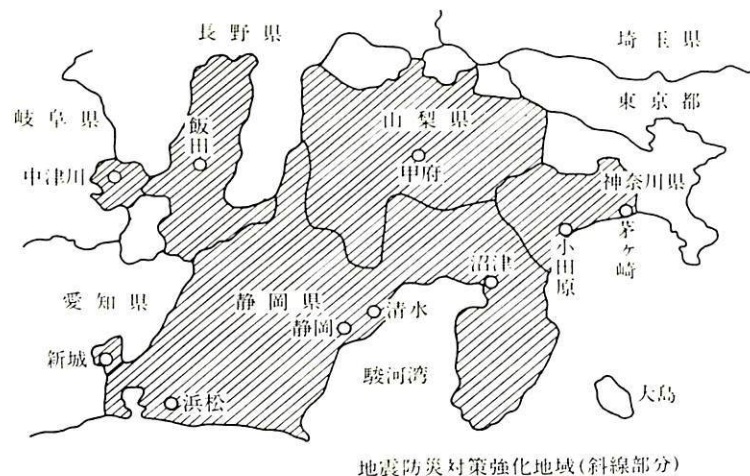 長野県
埼玉県
東京都
岐阜県
飯田
山梨県
中津川
甲府
神奈川県
茅ヶ崎
小田原
沼津
愛知県
静岡県
清水
静岡
新城
駿河湾
浜松
大島
地震防災対策強化地域(斜線部分)